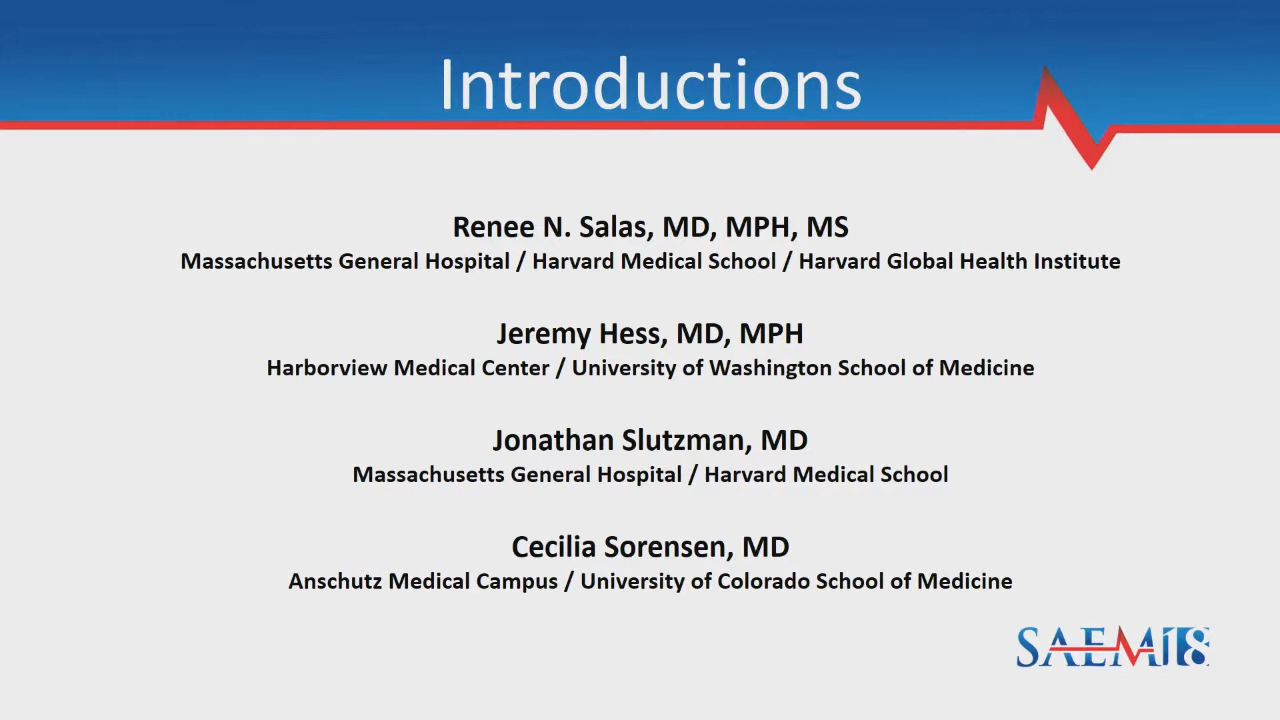 Introductions
Renee N. Salas, MD, MPH, MS
Massachusetts General Hospital / Harvard Medical School / Harvard Global Health Institute
Jeremy Hess, MD, MPH
Harborview Medical Center / University of Washington School of Medicine
Jonathan Slutzman, MD
Massachusetts General Hospital / Harvard Medical School
Cecilia Sorensen, MD
Anschutz Medical Campus / University of Colorado School of Medicine
SAEM18